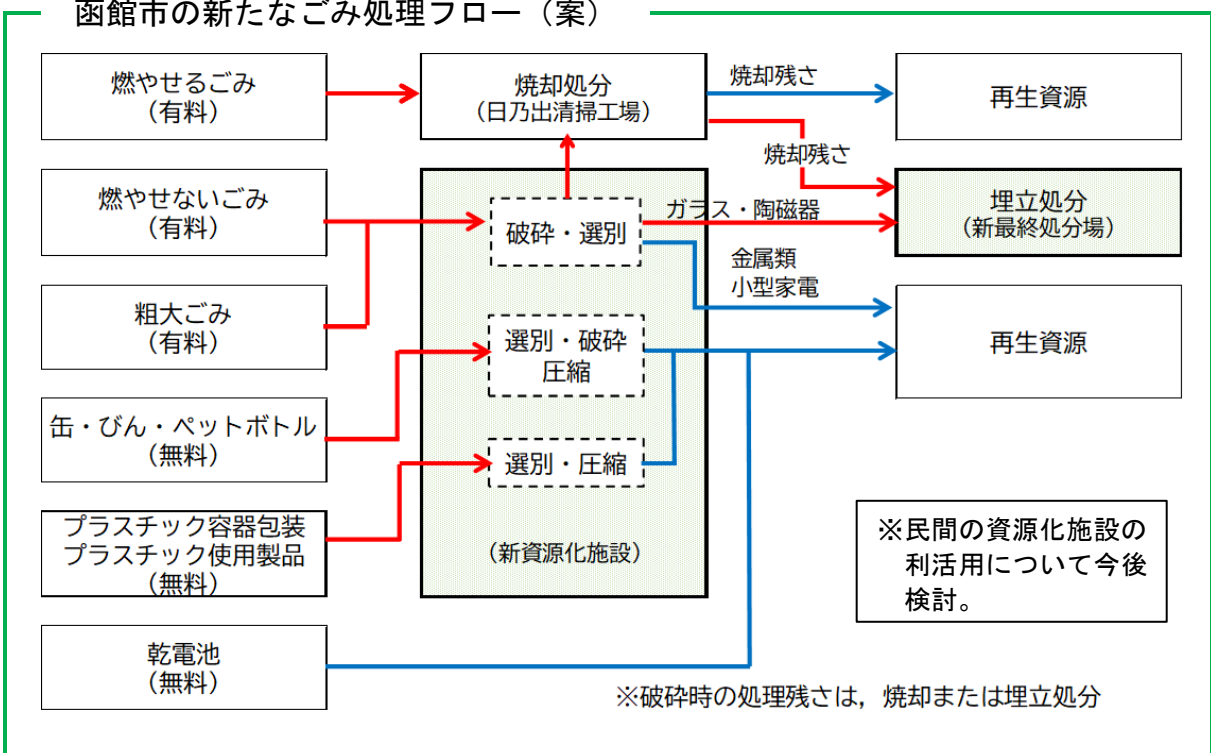 函館市の新たなごみ処理フロー（案）
燃やせるごみ
（有料）
焼却処分
（日乃出清掃工場）
焼却残さ
再生資源
焼却残さ
燃やせないごみ
（有料）
破砕・選別
ガラス・陶磁器
埋立処分
（新最終処分場）
金属類
小型家電
粗大ごみ
（有料）
選別・破砕
圧縮
再生資源
缶・びん・ペットボトル
（無料）
選別・圧縮
プラスチック容器包装
プラスチック使用製品
（無料）
（新資源化施設）
※民間の資源化施設の
利活用について今後
検討。
乾電池
（無料）
※破砕時の処理残さは，焼却または埋立処分